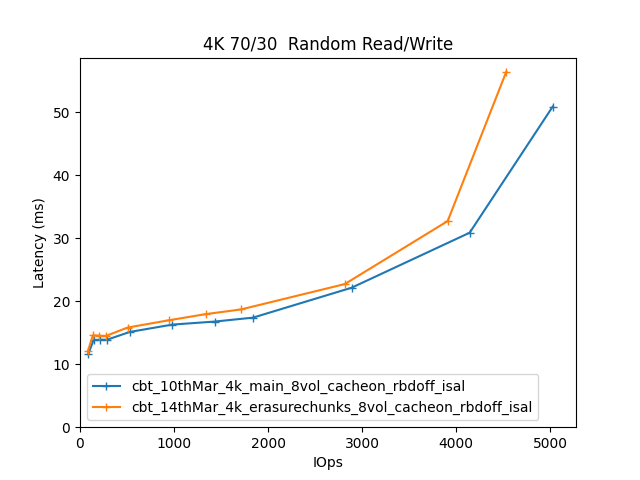 4K 70/30  Random Read/Write
Latency (ms)
50
40
30
20
10
0
0 1000 2000 3000 4000 5000
IOps
cbt_10thMar_4k_main_8vol_cacheon_rbdoff_isal
cbt_14thMar_4k_erasurechunks_8vol_cacheon_rbdoff_isal